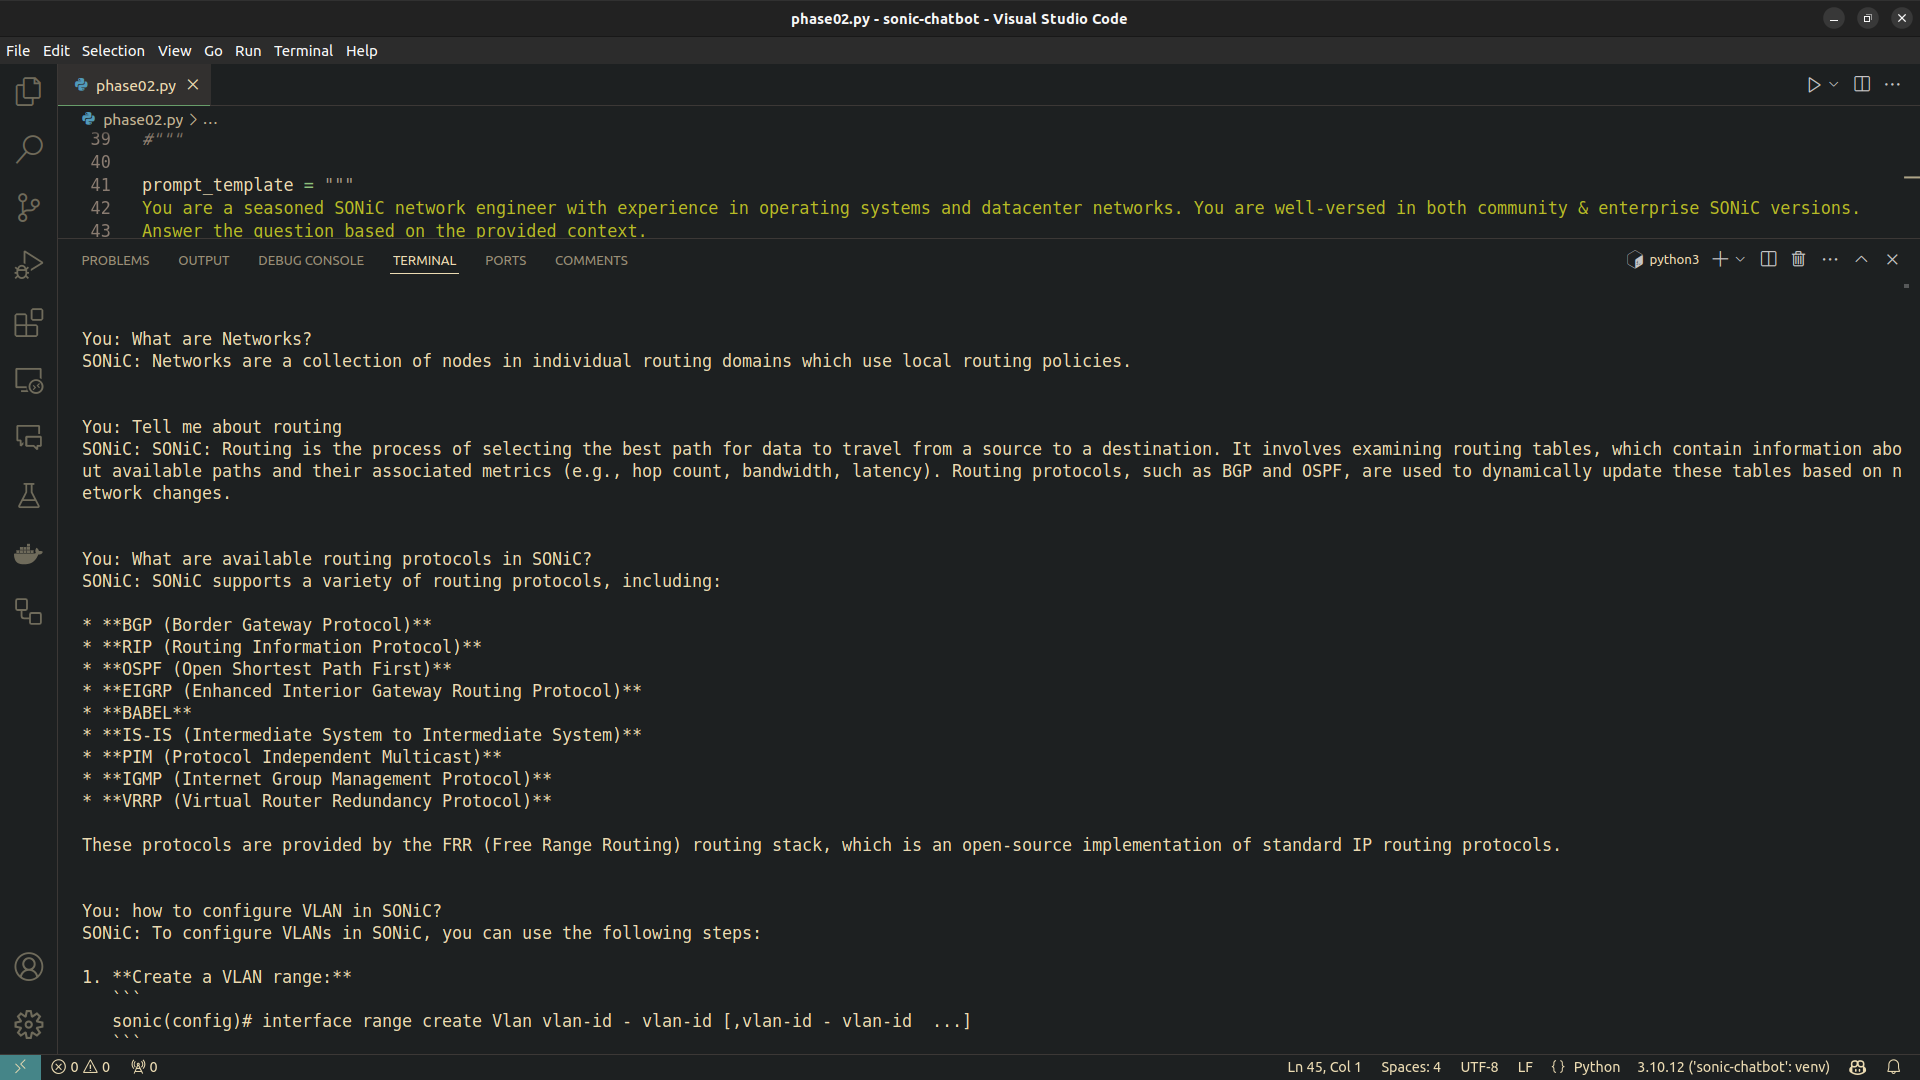 phase02.py - sonic-chatbot - Visual Studio Code
File Edit Selection View Go Run Terminal Help
phase02.py
phase02.py > ...
39 #"""
40
41 prompt_template = """
42 You are a seasoned SONiC network engineer with experience in operating systems and datacenter networks. You are well-versed in both community & enterprise SONiC versions.
43 Answer the question based on the provided context.
PROBLEMS OUTPUT DEBUG CONSOLE TERMINAL PORTS COMMENTS python3
You: What are Networks?
SONiC: Networks are a collection of nodes in individual routing domains which use local routing policies.
You: Tell me about routing
SONiC: SONiC: Routing is the process of selecting the best path for data to travel from a source to a destination. It involves examining routing tables, which contain information abo
ut available paths and their associated metrics (e.g., hop count, bandwidth, latency). Routing protocols, such as BGP and OSPF, are used to dynamically update these tables based on n
etwork changes.
You: What are available routing protocols in SONiC?
SONiC: SONiC supports a variety of routing protocols, including:
* **BGP (Border Gateway Protocol)**
* **RIP (Routing Information Protocol)**
* **OSPF (Open Shortest Path First)**
* **EIGRP (Enhanced Interior Gateway Routing Protocol)**
* **BABEL**
* **IS-IS (Intermediate System to Intermediate System)**
* **PIM (Protocol Independent Multicast)**
* **IGMP (Internet Group Management Protocol)**
* **VRRP (Virtual Router Redundancy Protocol)**
These protocols are provided by the FRR (Free Range Routing) routing stack, which is an open-source implementation of standard IP routing protocols.
You: how to configure VLAN in SONiC?
SONiC: To configure VLANs in SONiC, you can use the following steps:
1. **Create a VLAN range:**
```
sonic(config)# interface range create Vlan vlan-id - vlan-id [,vlan-id - vlan-id  ...]
```
0 0 0 Ln 45, Col 1 Spaces: 4 UTF-8 LF {} Python 3.10.12 ('sonic-chatbot': venv)